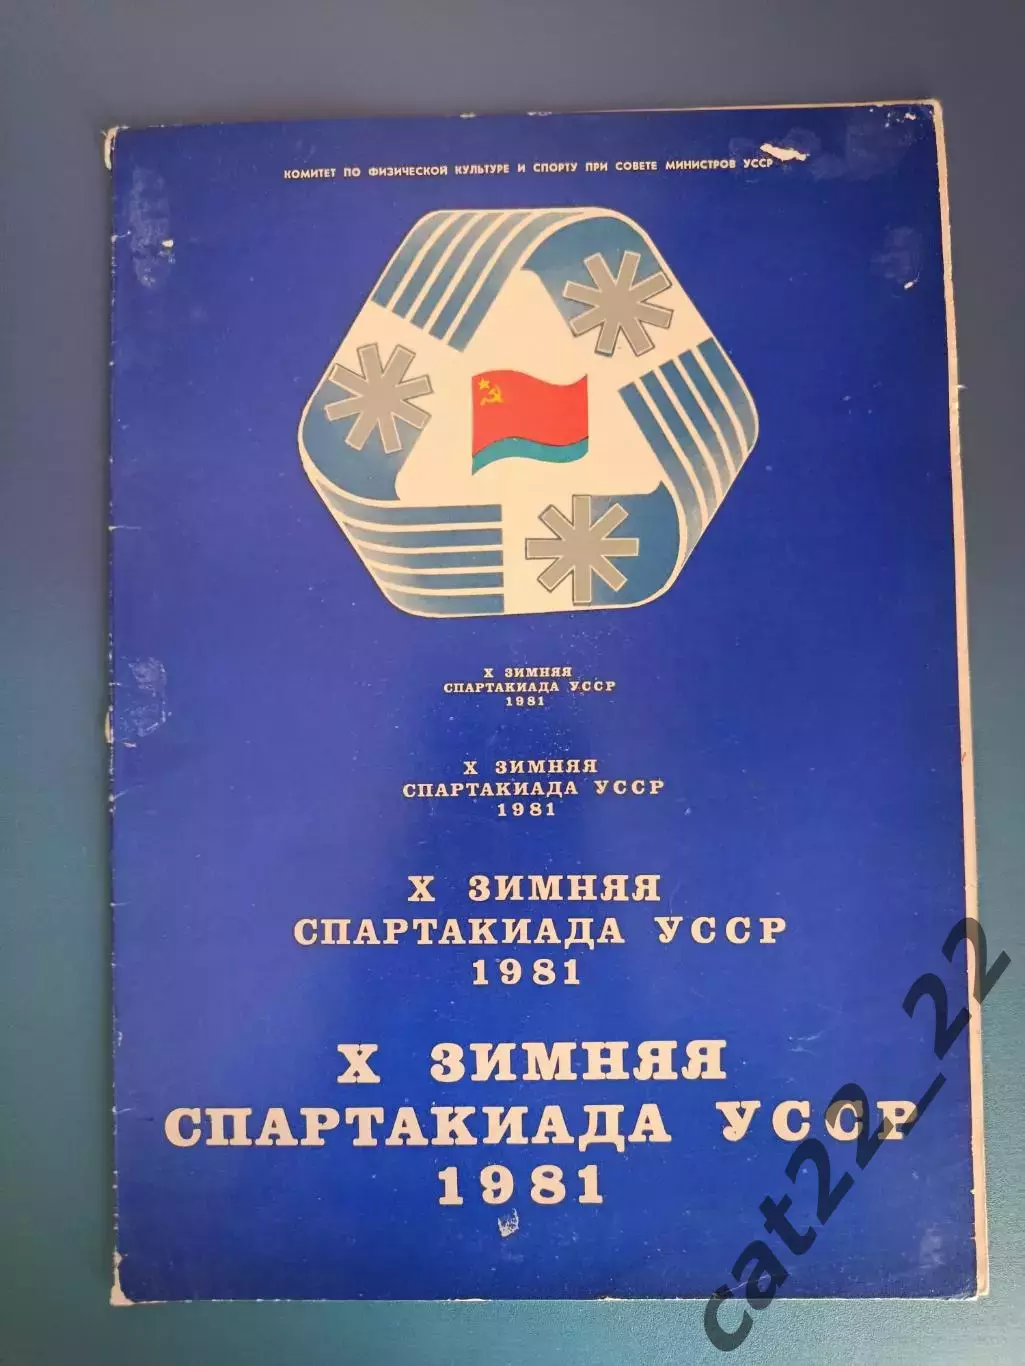 КОМИТЕТ ПО ФИЗИЧЕСКОЙ КУЛЬТУРЕ И СПОРТУ ПРИ СОВЕТЕ МИНИСТРОВ УССР
X ЗИМНЯЯ
СПАРТАКИАДА УССР
1981
X ЗИМНЯЯ
СПАРТАКИАДА УССР
1981
X ЗИМНЯЯ
СПАРТАКИАДА УССР
1981
X ЗИМНЯЯ
СПАРТАКИАДА УССР
1981
cat22_22